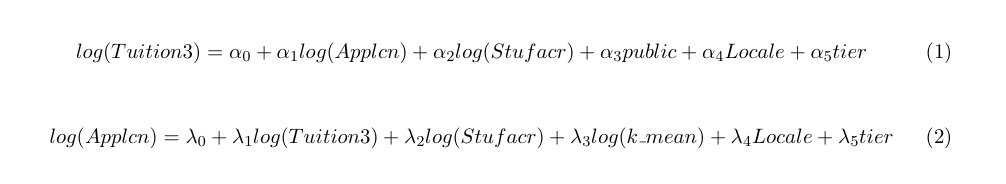 log(Tuition3) = α₀ + α₁log(Applcn) + α₂log(Stufacr) + α₃public + α₄Locale + α₅tier (1)
log(Applcn) = λ₀ + λ₁log(Tuition3) + λ₂log(Stufacr) + λ₃log(k_mean) + λ₄Locale + λ₅tier (2)